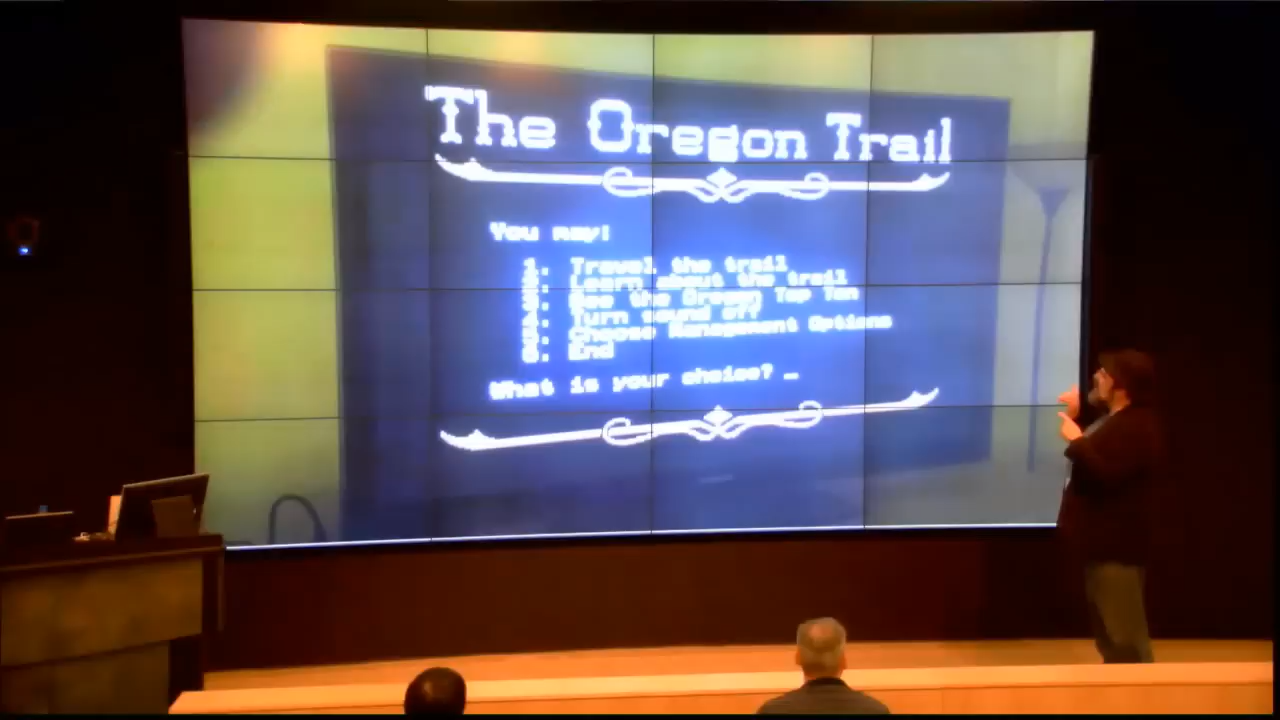 The Oregon Trail
You may:
1. Travel the trail
2. Learn about the trail
3. See the Oregon Top Ten
4. Turn sound off
5. Choose Management Options
6. End
What is your choice? _